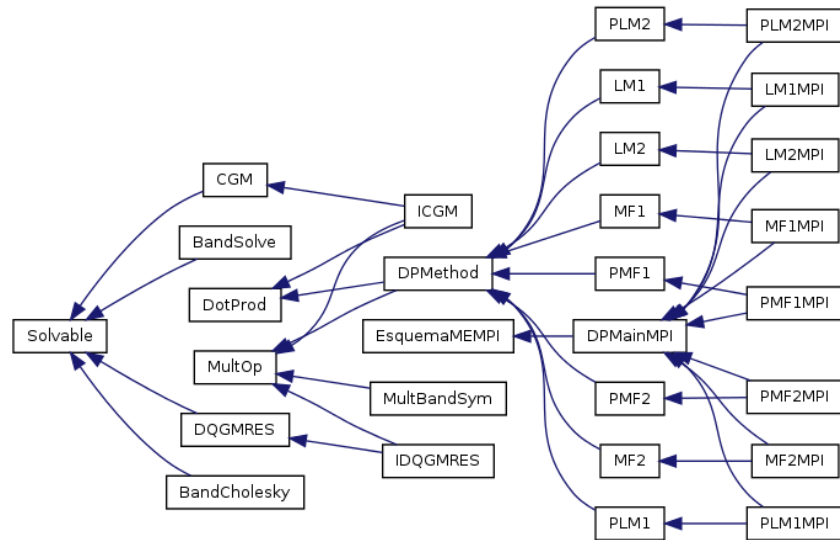 PLM2
PLM2MPI
LM1
LM1MPI
LM2
LM2MPI
CGM
ICGM
MF1
MF1MPI
BandSolve
DPMethod
PMF1
PMF1MPI
DotProd
Solvable
EsquemaMEMPI
DPMainMPI
MultOp
MultBandSym
PMF2
PMF2MPI
DQGMRES
IDQGMRES
MF2
MF2MPI
BandCholesky
PLM1
PLM1MPI